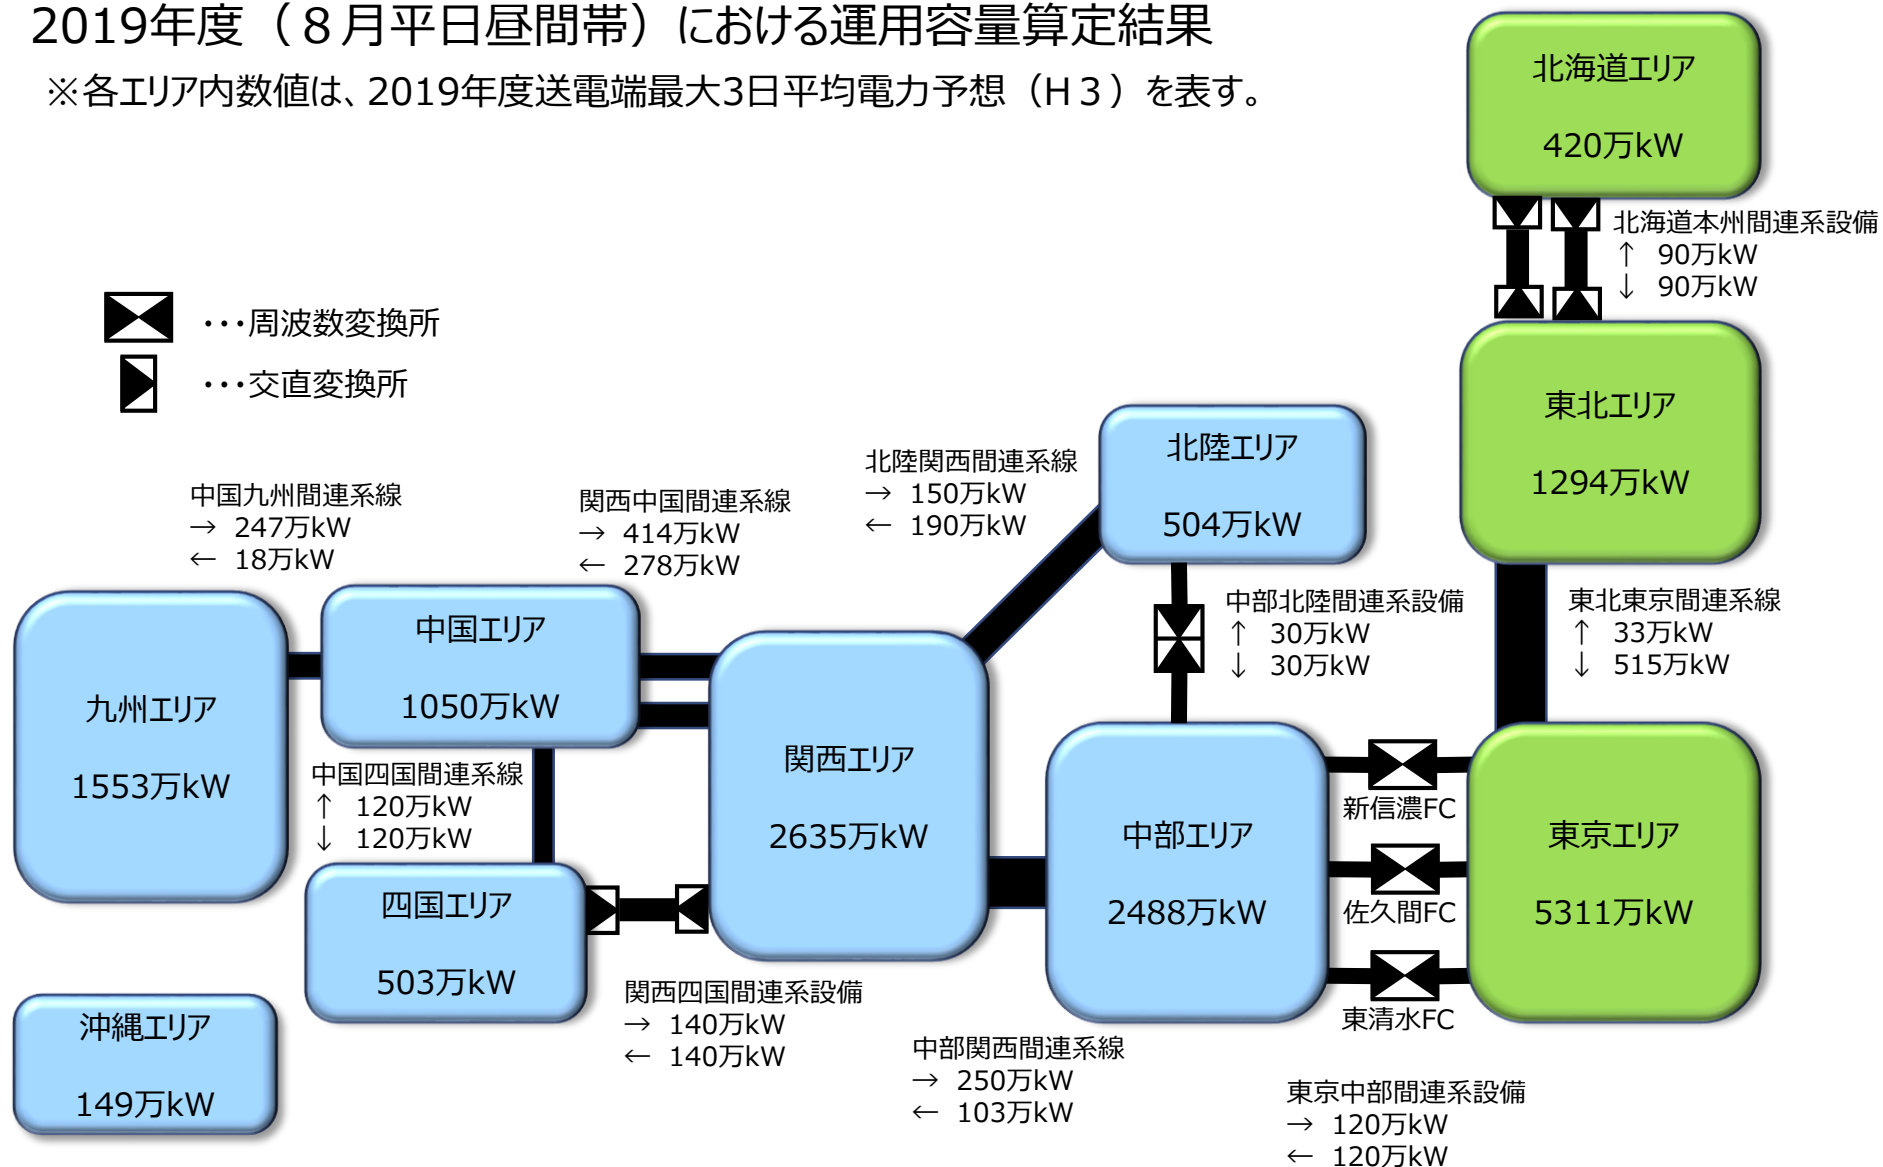 2019年度（８月平日昼間帯）における運用容量算定結果
※各エリア内数値は、2019年度送電端最大3日平均電力予想（H３）を表す。
北海道エリア
420万kW
北海道本州間連系設備
↑ 90万kW
↓ 90万kW
･･･周波数変換所
･･･交直変換所
東北エリア
1294万kW
北陸エリア
504万kW
北陸関西間連系線
→ 150万kW
← 190万kW
中国九州間連系線
→ 247万kW
← 18万kW
関西中国間連系線
→ 414万kW
← 278万kW
中部北陸間連系設備
↑ 30万kW
↓ 30万kW
東北東京間連系線
↑ 33万kW
↓ 515万kW
九州エリア
1553万kW
中国エリア
1050万kW
中国四国間連系線
↑ 120万kW
↓ 120万kW
関西エリア
2635万kW
中部エリア
2488万kW
新信濃FC
佐久間FC
東清水FC
東京エリア
5311万kW
四国エリア
503万kW
関西四国間連系設備
→ 140万kW
← 140万kW
沖縄エリア
149万kW
中部関西間連系線
→ 250万kW
← 103万kW
東京中部間連系設備
→ 120万kW
← 120万kW